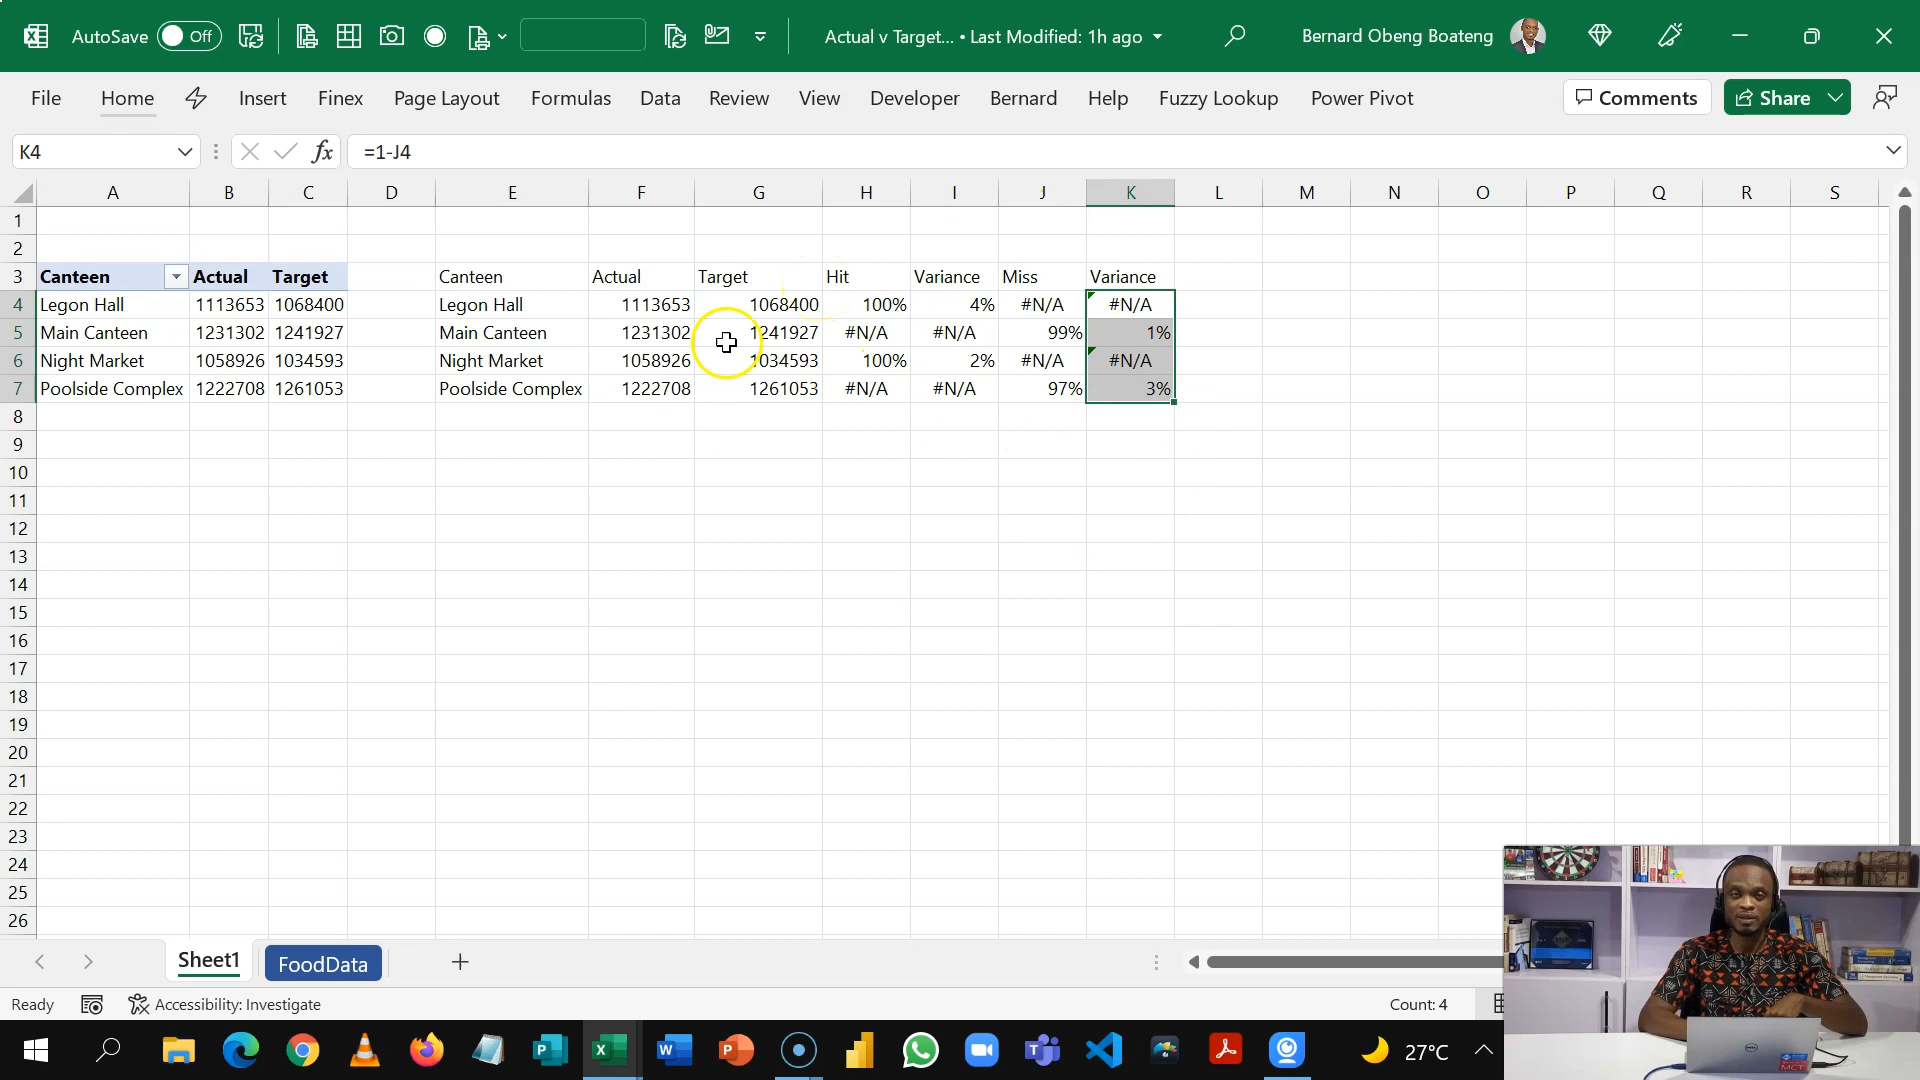 AutoSave Off Actual v Target... • Last Modified: 1h ago Bernard Obeng Boateng
File Home Insert Finex Page Layout Formulas Data Review View Developer Bernard Help Fuzzy Lookup Power Pivot Comments Share
K4 fx =1-J4
A B C D E F G H I J K L M N O P Q R S
1
2
3 Canteen Actual Target Canteen Actual Target Hit Variance Miss Variance
4 Legon Hall 1113653 1068400 Legon Hall 1113653 1068400 100% 4% #N/A #N/A
5 Main Canteen 1231302 1241927 Main Canteen 1231302 1241927 #N/A #N/A 99% 1%
6 Night Market 1058926 1034593 Night Market 1058926 1034593 100% 2% #N/A #N/A
7 Poolside Complex 1222708 1261053 Poolside Complex 1222708 1261053 #N/A #N/A 97% 3%
8
9
10
11
12
13
14
15
16
17
18
19
20
21
22
23
24
25
26
Sheet1 FoodData
Ready Accessibility: Investigate Count: 4
27°C